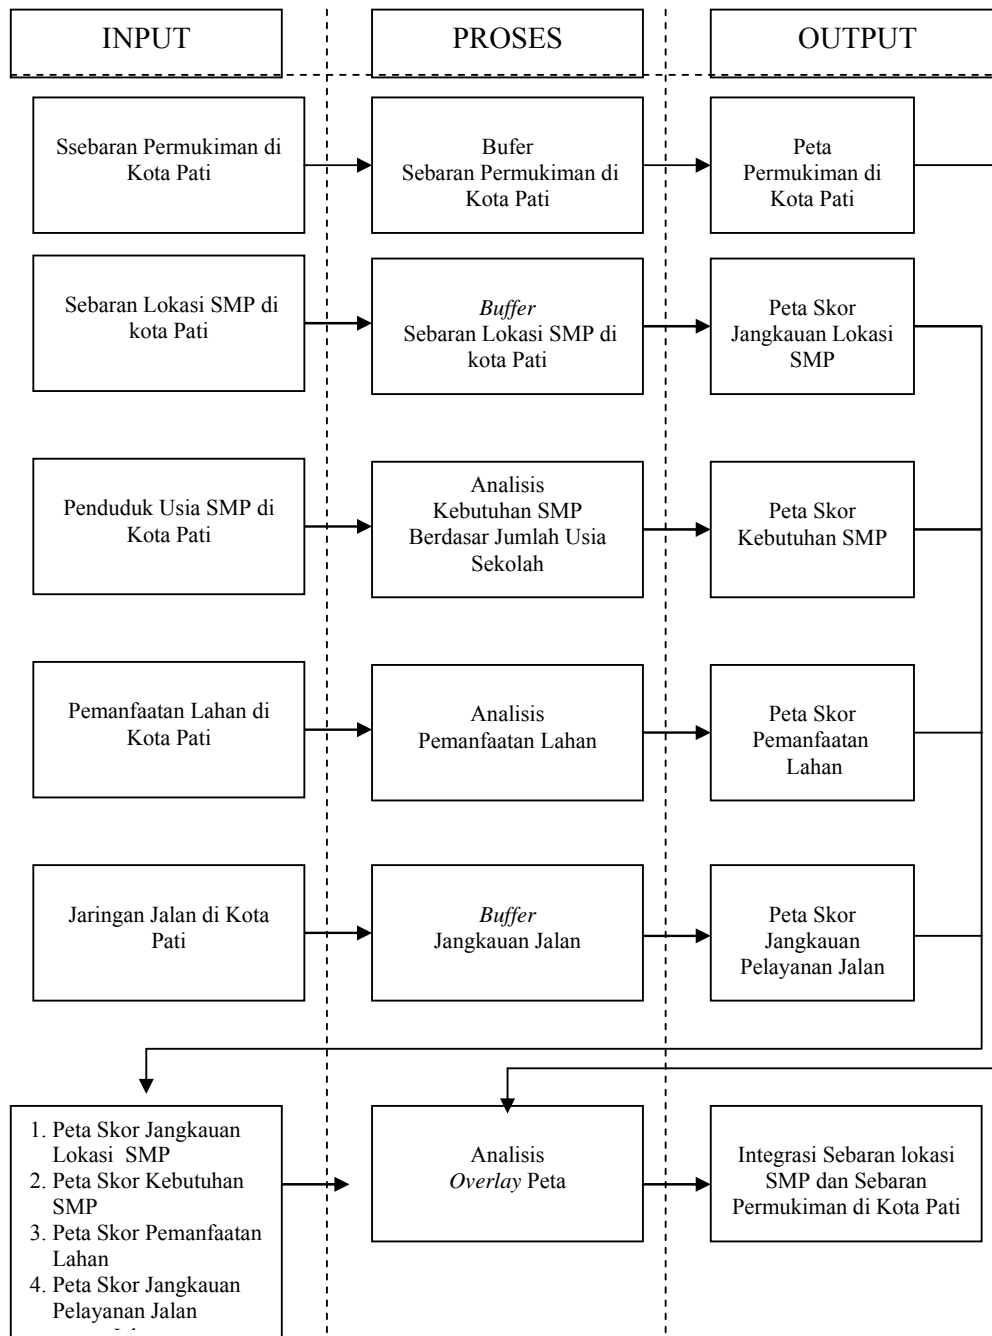 INPUT
PROSES
OUTPUT
Ssebaran Permukiman di
Kota Pati
Bufer
Sebaran Permukiman di
Kota Pati
Peta
Permukiman di
Kota Pati
Sebaran Lokasi SMP di
kota Pati
Buffer
Sebaran Lokasi SMP di
kota Pati
Peta Skor
Jangkauan Lokasi
SMP
Penduduk Usia SMP di
Kota Pati
Analisis
Kebutuhan SMP
Berdasar Jumlah Usia
Sekolah
Peta Skor
Kebutuhan SMP
Pemanfaatan Lahan di
Kota Pati
Analisis
Pemanfaatan Lahan
Peta Skor
Pemanfaatan
Lahan
Jaringan Jalan di Kota
Pati
Buffer
Jangkauan Jalan
Peta Skor
Jangkauan
Pelayanan Jalan
1. Peta Skor Jangkauan
Lokasi SMP
2. Peta Skor Kebutuhan
SMP
3. Peta Skor Pemanfaatan
Lahan
4. Peta Skor Jangkauan
Pelayanan Jalan
Analisis
Overlay Peta
Integrasi Sebaran lokasi
SMP dan Sebaran
Permukiman di Kota Pati